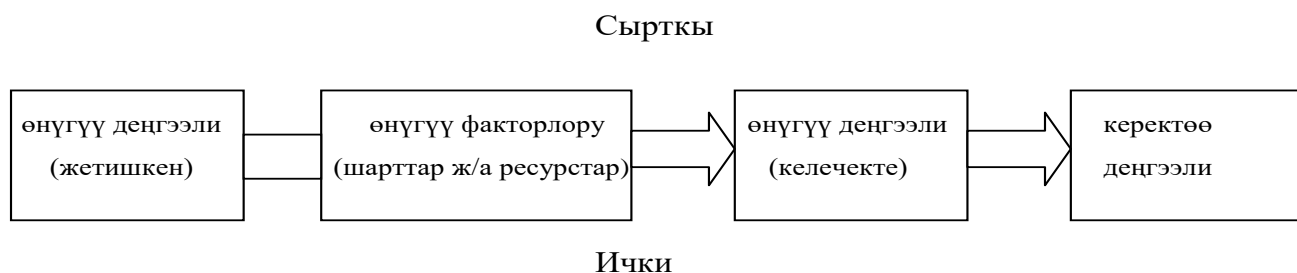 Сырткы
өнүгүү деңгээли
(жетишкен)
өнүгүү факторлору
(шарттар ж/а ресурстар)
өнүгүү деңгээли
(келечекте)
керектөө
деңгээли
Ички